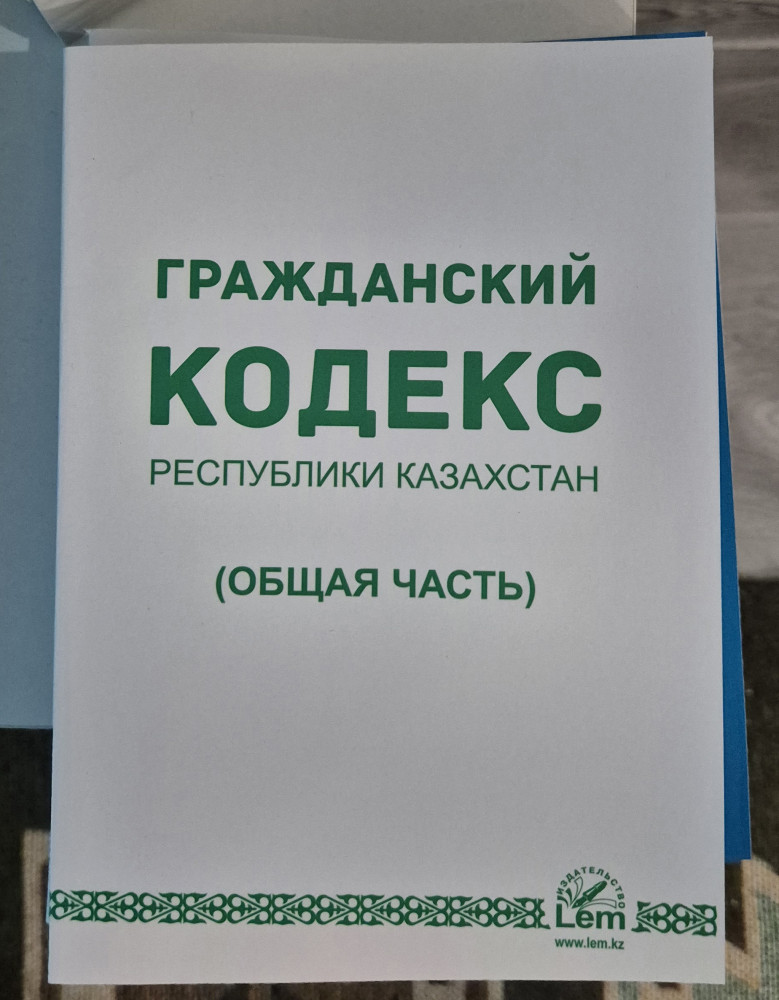 ГРАЖДАНСКИЙ
КОДЕКС
РЕСПУБЛИКИ КАЗАХСТАН
(ОБЩАЯ ЧАСТЬ)
ИЗДАТЕЛЬСТВО
Lem
www.lem.kz